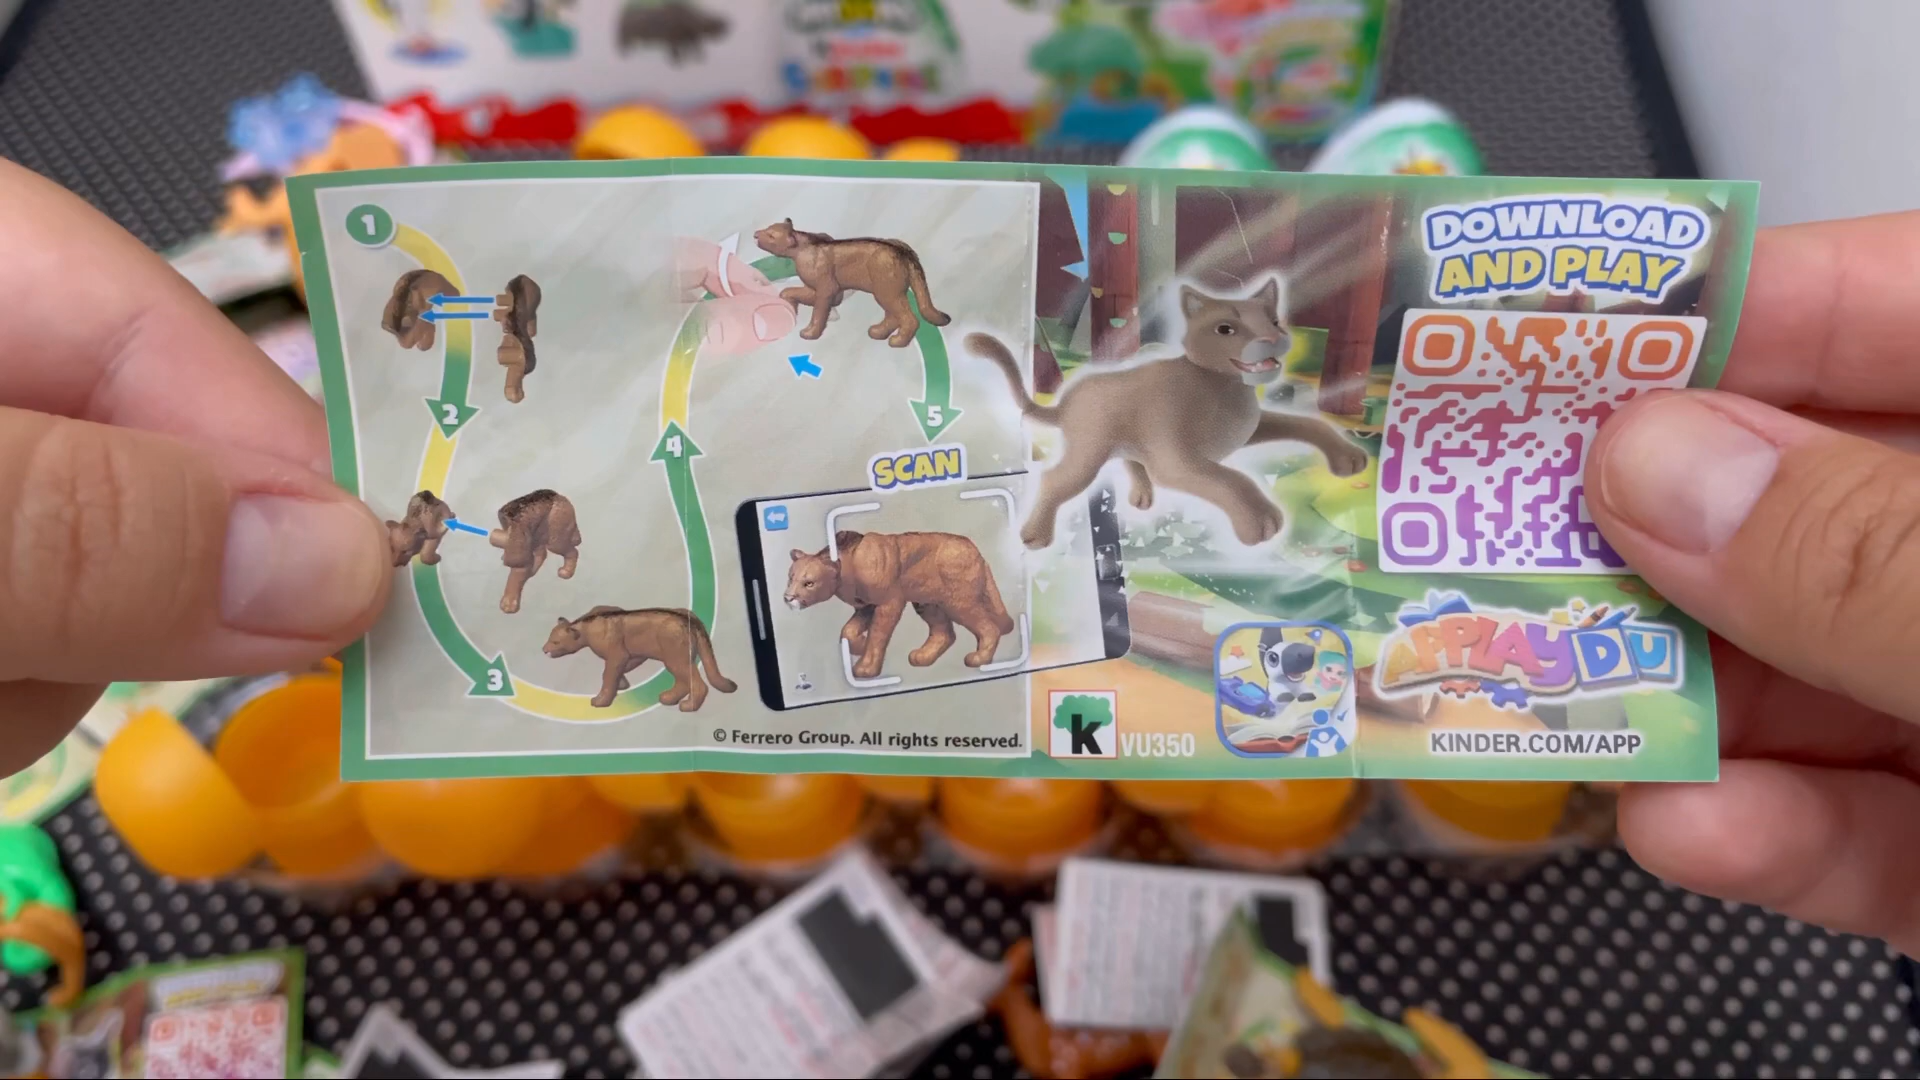 1
2
3
4
5
SCAN
© Ferrero Group. All rights reserved.
DOWNLOAD
AND PLAY
k
VU350
APPLAYDU
KINDER.COM/APP